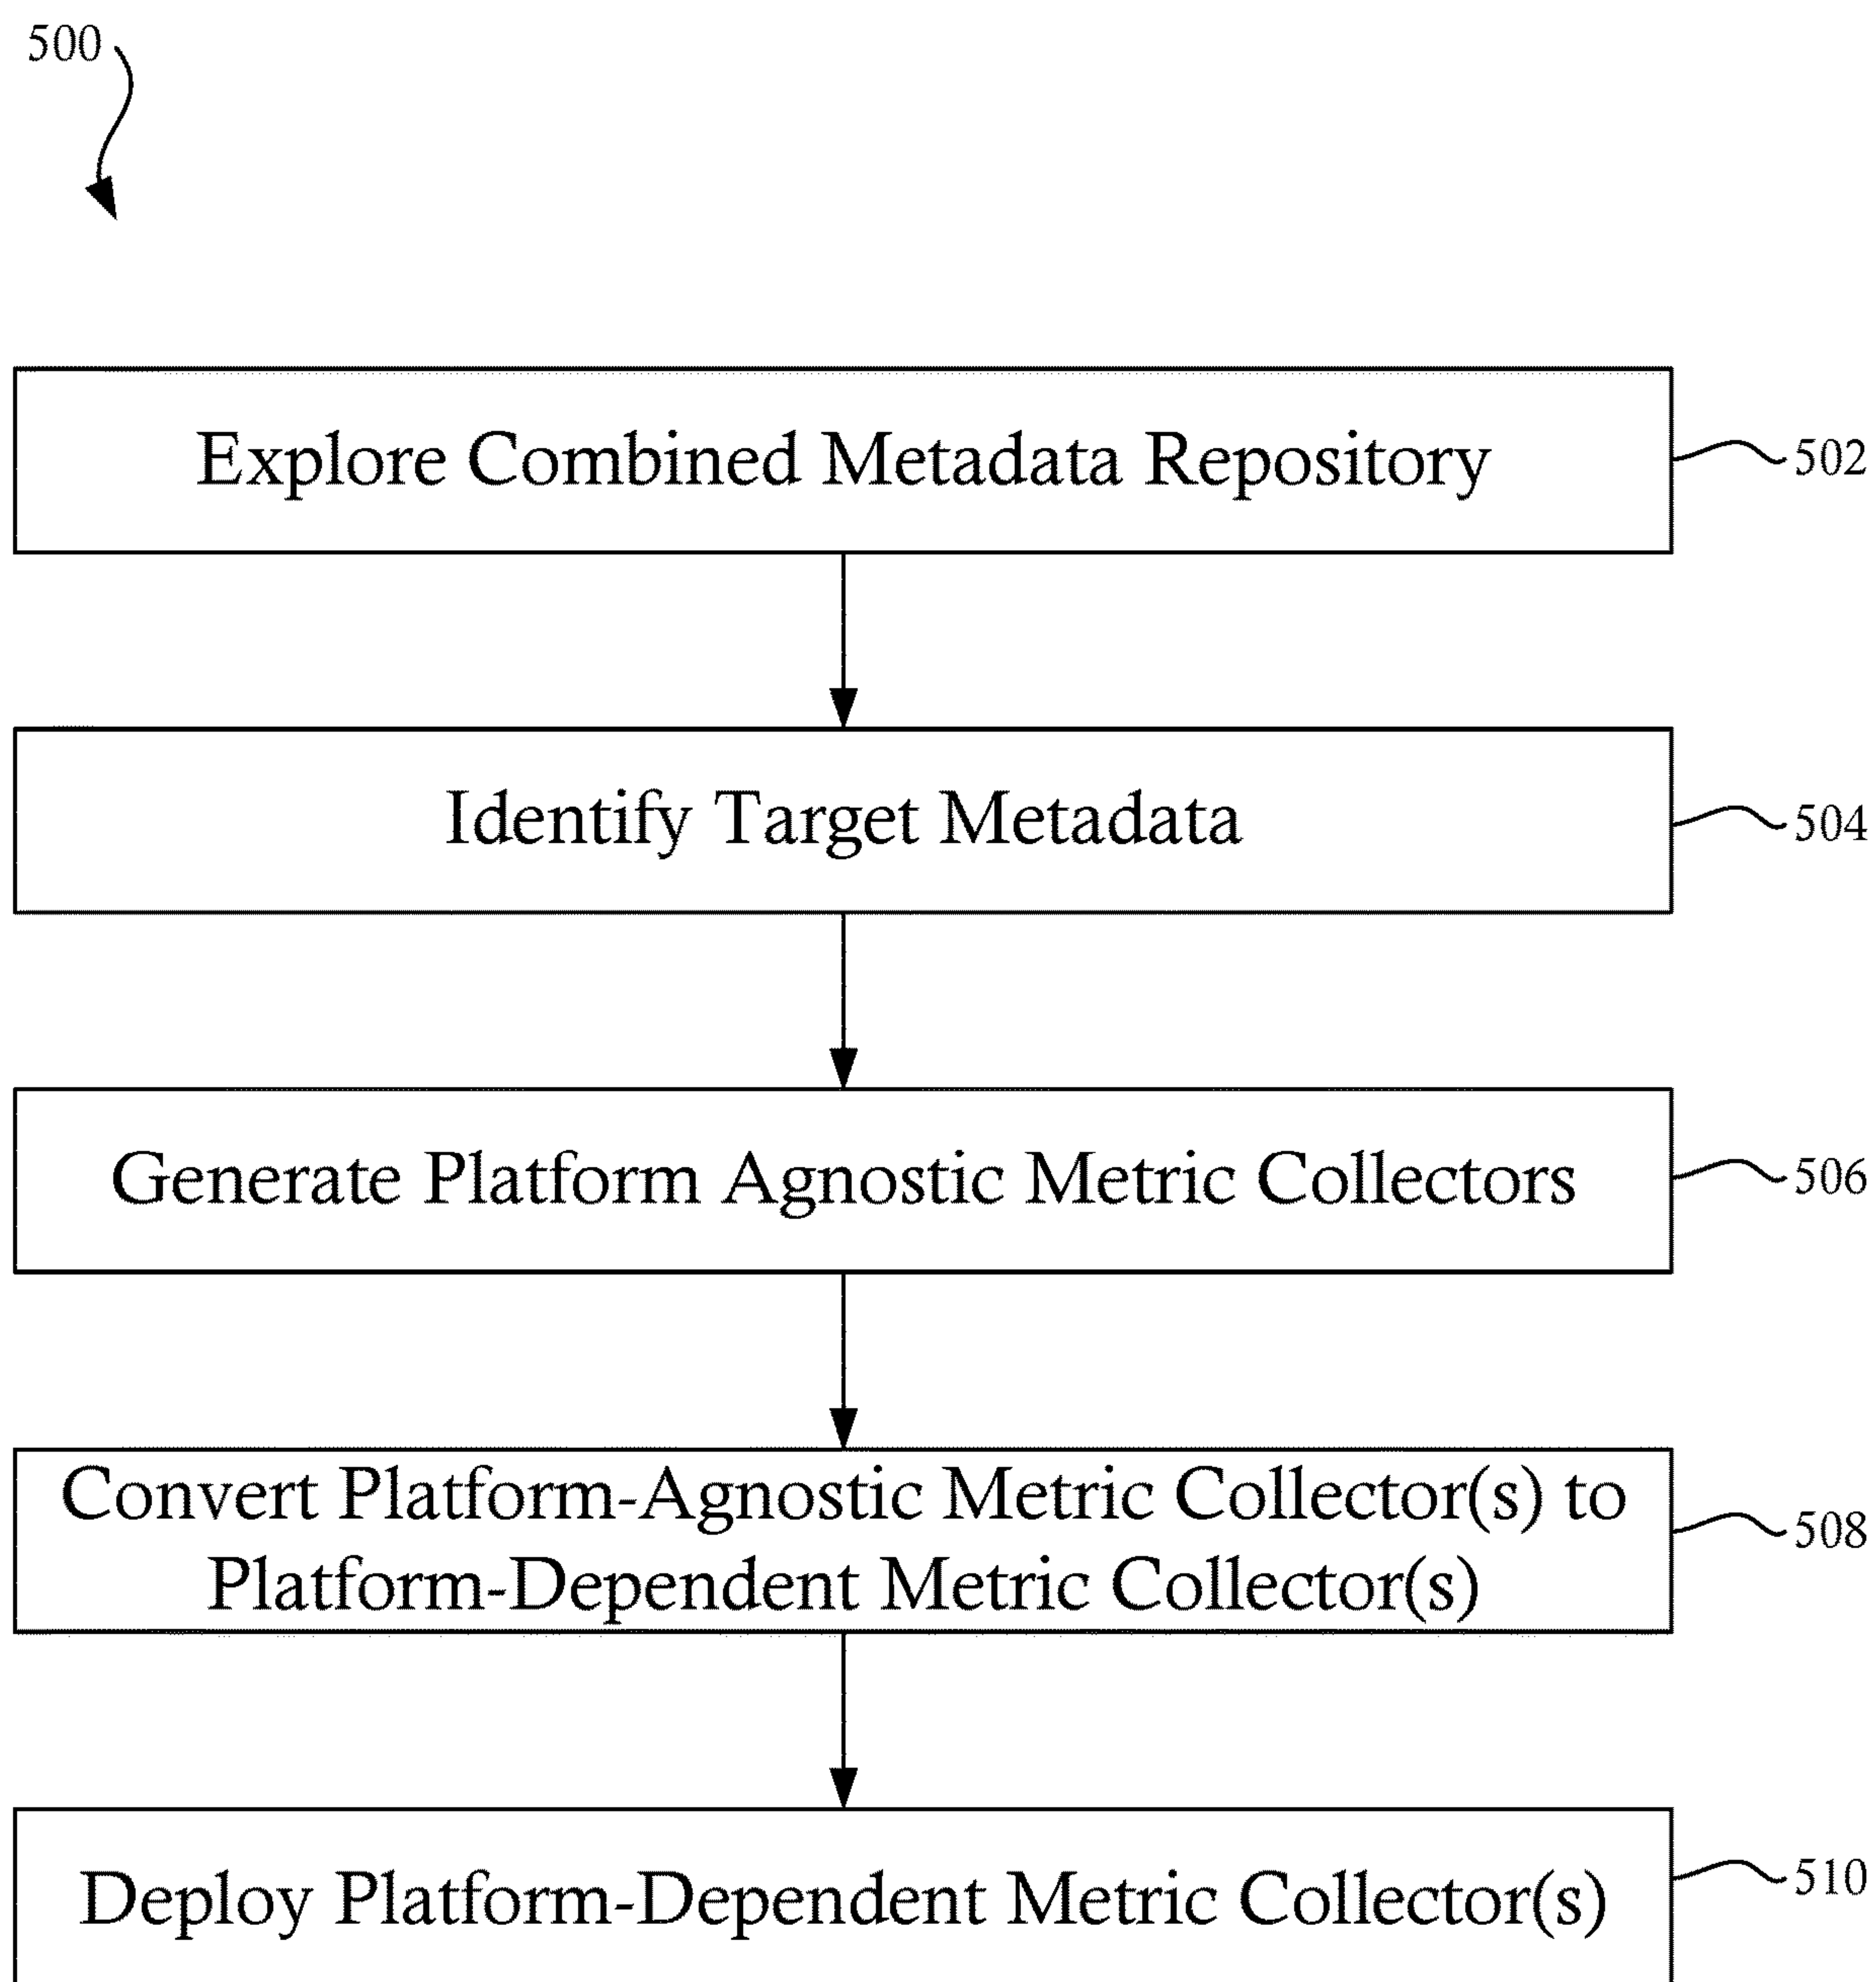 500
Explore Combined Metadata Repository
502
Identify Target Metadata
504
Generate Platform Agnostic Metric Collectors
506
Convert Platform-Agnostic Metric Collector(s) to
Platform-Dependent Metric Collector(s)
508
Deploy Platform-Dependent Metric Collector(s)
510